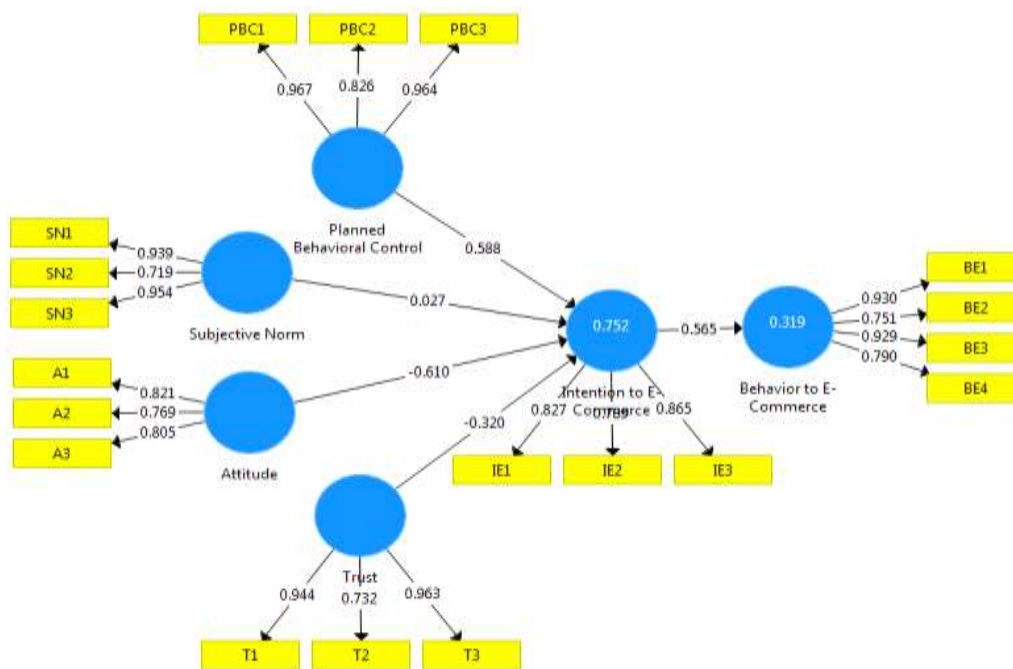 PBC1 PBC2 PBC3
0.967 0.826 0.964
Planned
Behavioral Control
0.588
SN1
SN2
SN3
0.939
0.719
0.954
Subjective Norm
0.027
A1
A2
A3
0.821
0.769
0.805
Attitude
-0.610
-0.320
0.752
Intention to E-
Commerce
0.565
0.319
Behavior to E-
Commerce
0.930
0.751
0.929
0.790
BE1
BE2
BE3
BE4
0.827 0.865
IE1 IE2 IE3
Trust
0.944 0.732 0.963
T1 T2 T3